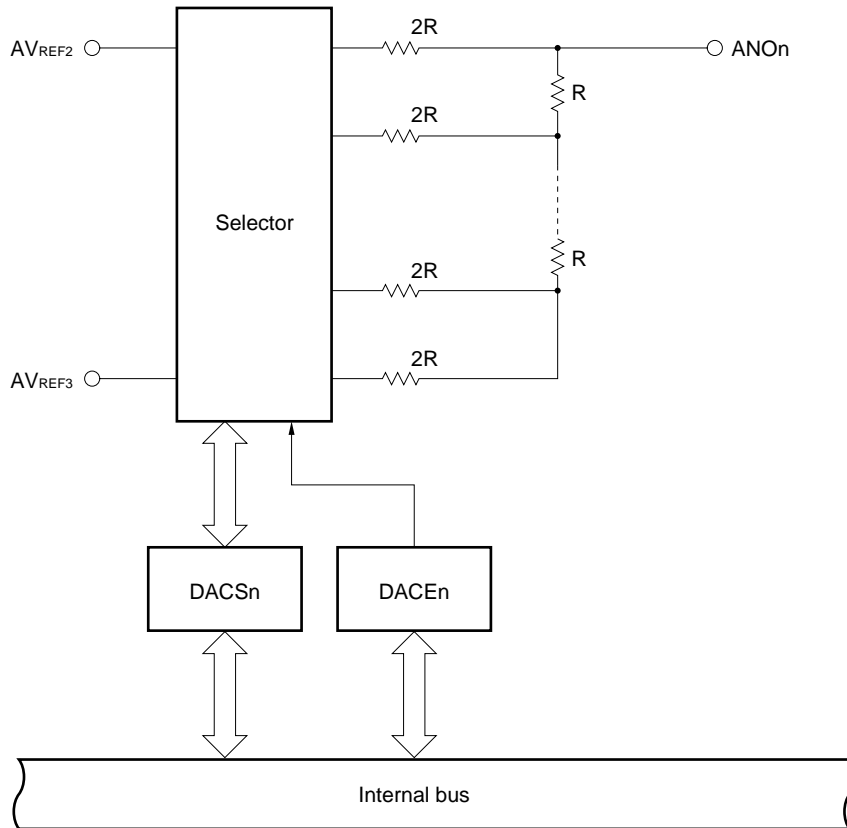 2R
AVREF2
ANOn
R
2R
Selector
R
2R
2R
AVREF3
DACSn
DACEn
Internal bus